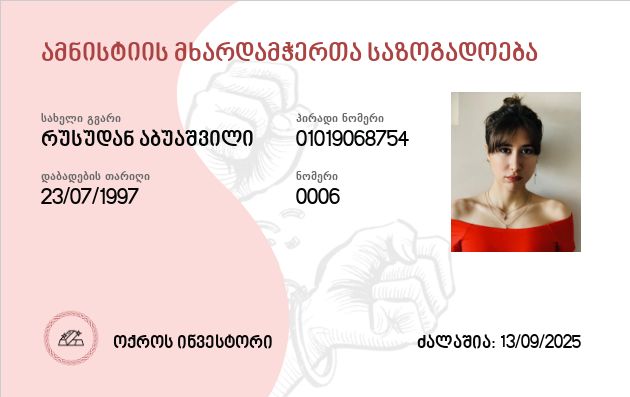 ამნისტიის მხარდამჭერთა საზოგადოება
სახელი გვარი
რუსუდან აბუაშვილი
პირადი ნომერი
01019068754
დაბადების თარიღი
23/07/1997
ნომერი
0006
ოქროს ინვესტორი
ძალაშია: 13/09/2025